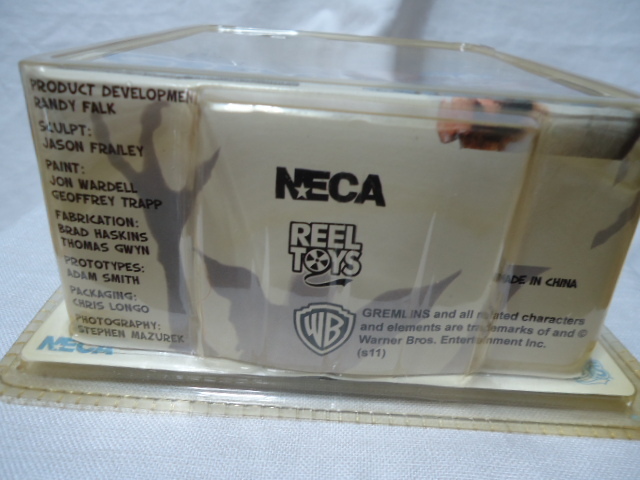 PRODUCT DEVELOPMEN
RANDY FALK
SCULPT:
JASON FRAILEY
PAINT:
JON WARDELL
GEOFFREY TRAPP
FABRICATION:
BRAD HASKINS
THOMAS GWYN
PROTOTYPES:
ADAM SMITH
PACKAGING:
CHRIS LONGO
PHOTOGRAPHY:
STEPHEN MAZUREK
NECA
REEL
TOYS
WB
MADE IN CHINA
GREMLINS and all related characters
and elements are trademarks of and ©
Warner Bros. Entertainment Inc.
(s11)
NECA